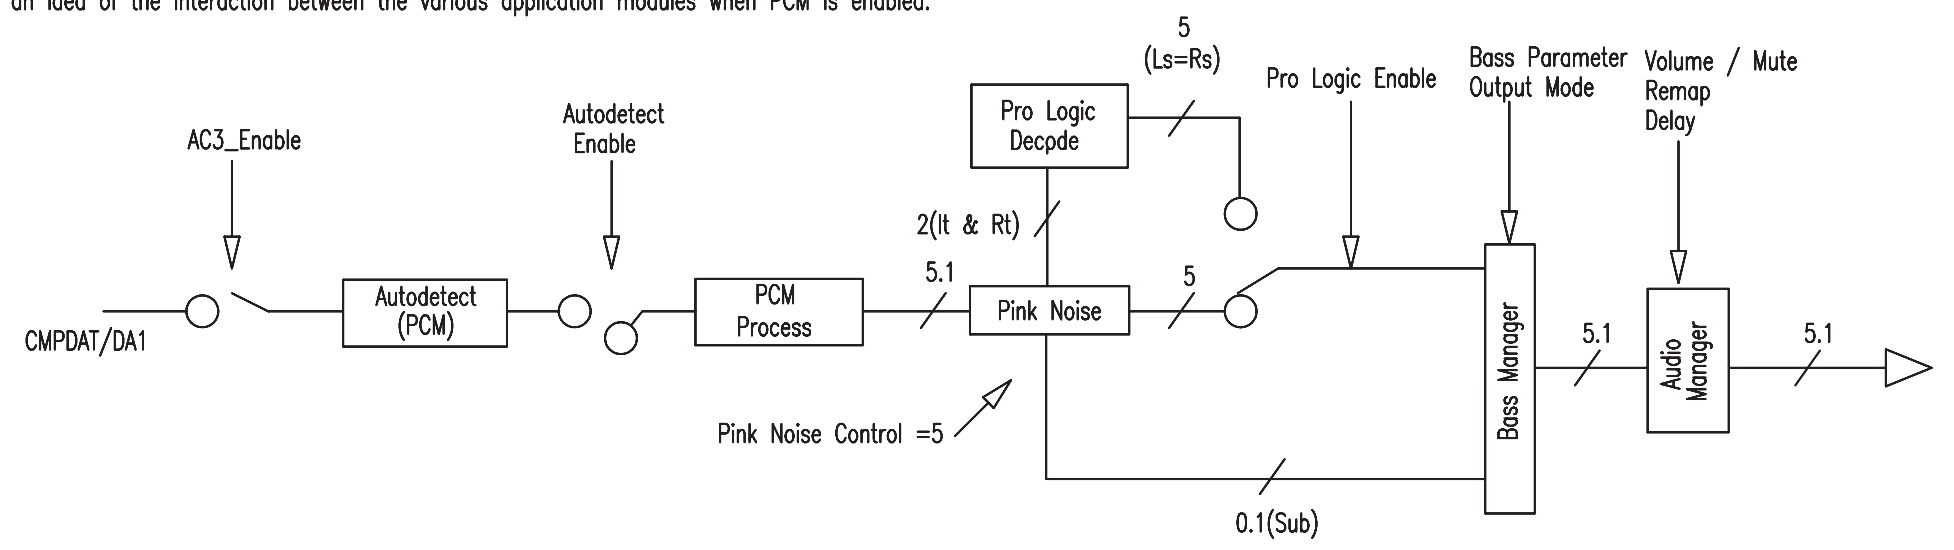 an idea of the interaction between the various application modules when PCM is enabled.
5
(Ls=Rs)
Pro Logic Enable
Bass Parameter
Output Mode
Volume / Mute
Remap
Delay
AC3_Enable
Autodetect
Enable
Pro Logic
Decpde
2(lt & Rt)
CMPDAT/DA1
Autodetect
(PCM)
PCM
Process
5.1
Pink Noise
5
Bass Manager
5.1
Audio
Manager
5.1
Pink Noise Control =5
0.1(Sub)